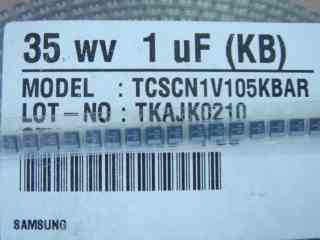 35 WV 1 uF (KB)
MODEL : TCSCN1V105KBAR
LOT-NO : TKAJK0210
SAMSUNG